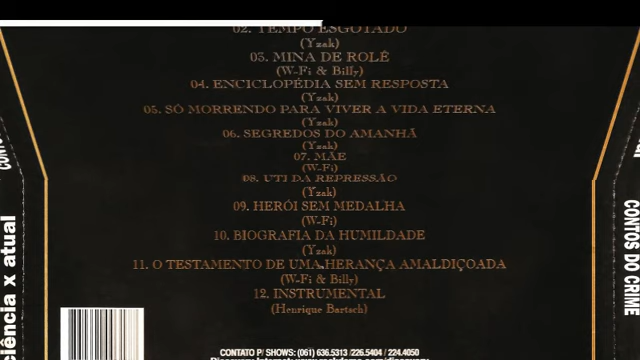 02. TEMPO ESGOTADO
(Yzak)
03. MINA DE ROLÊ
(W-Fi & Billy)
04. ENCICLOPÉDIA SEM RESPOSTA
(Yzak)
05. SÓ MORRENDO PARA VIVER A VIDA ETERNA
(Yzak)
06. SEGREDOS DO AMANHÃ
(Yzak)
07. MÃE
(W-Fi)
08. UTI DA REPRESSÃO
(Yzak)
09. HERÓI SEM MEDALHA
(W-Fi)
10. BIOGRAFIA DA HUMILDADE
(Yzak)
11. O TESTAMENTO DE UMA HERANÇA AMALDIÇOADA
(W-Fi & Billy)
12. INSTRUMENTAL
(Henrique Bartsch)
CONTATO P/ SHOWS: (061) 636.5313 /226.5404 / 224.4050
ciência x atual
CONTOS DO CRIME